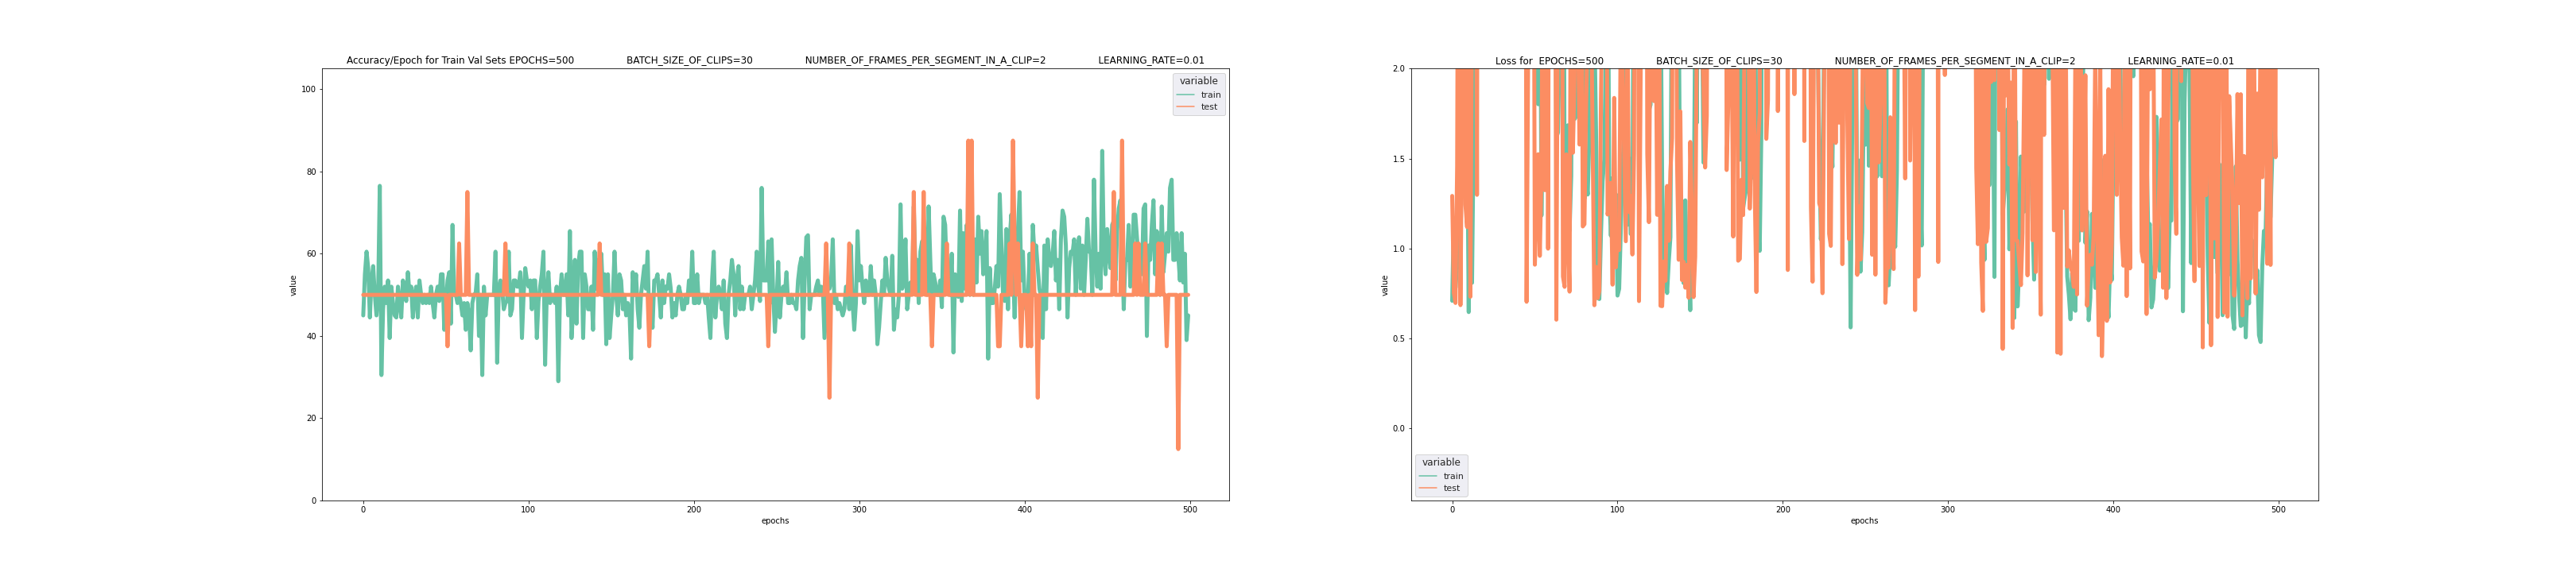 Accuracy/Epoch for Train Val Sets EPOCHS=500 BATCH_SIZE_OF_CLIPS=30 NUMBER_OF_FRAMES_PER_SEGMENT_IN_A_CLIP=2 LEARNING_RATE=0.01
variable
train
test
100
80
60
40
20
0
value
0 100 200 300 400 500
epochs
Loss for EPOCHS=500 BATCH_SIZE_OF_CLIPS=30 NUMBER_OF_FRAMES_PER_SEGMENT_IN_A_CLIP=2 LEARNING_RATE=0.01
2.0
1.5
1.0
0.5
0.0
value
variable
train
test
0 100 200 300 400 500
epochs